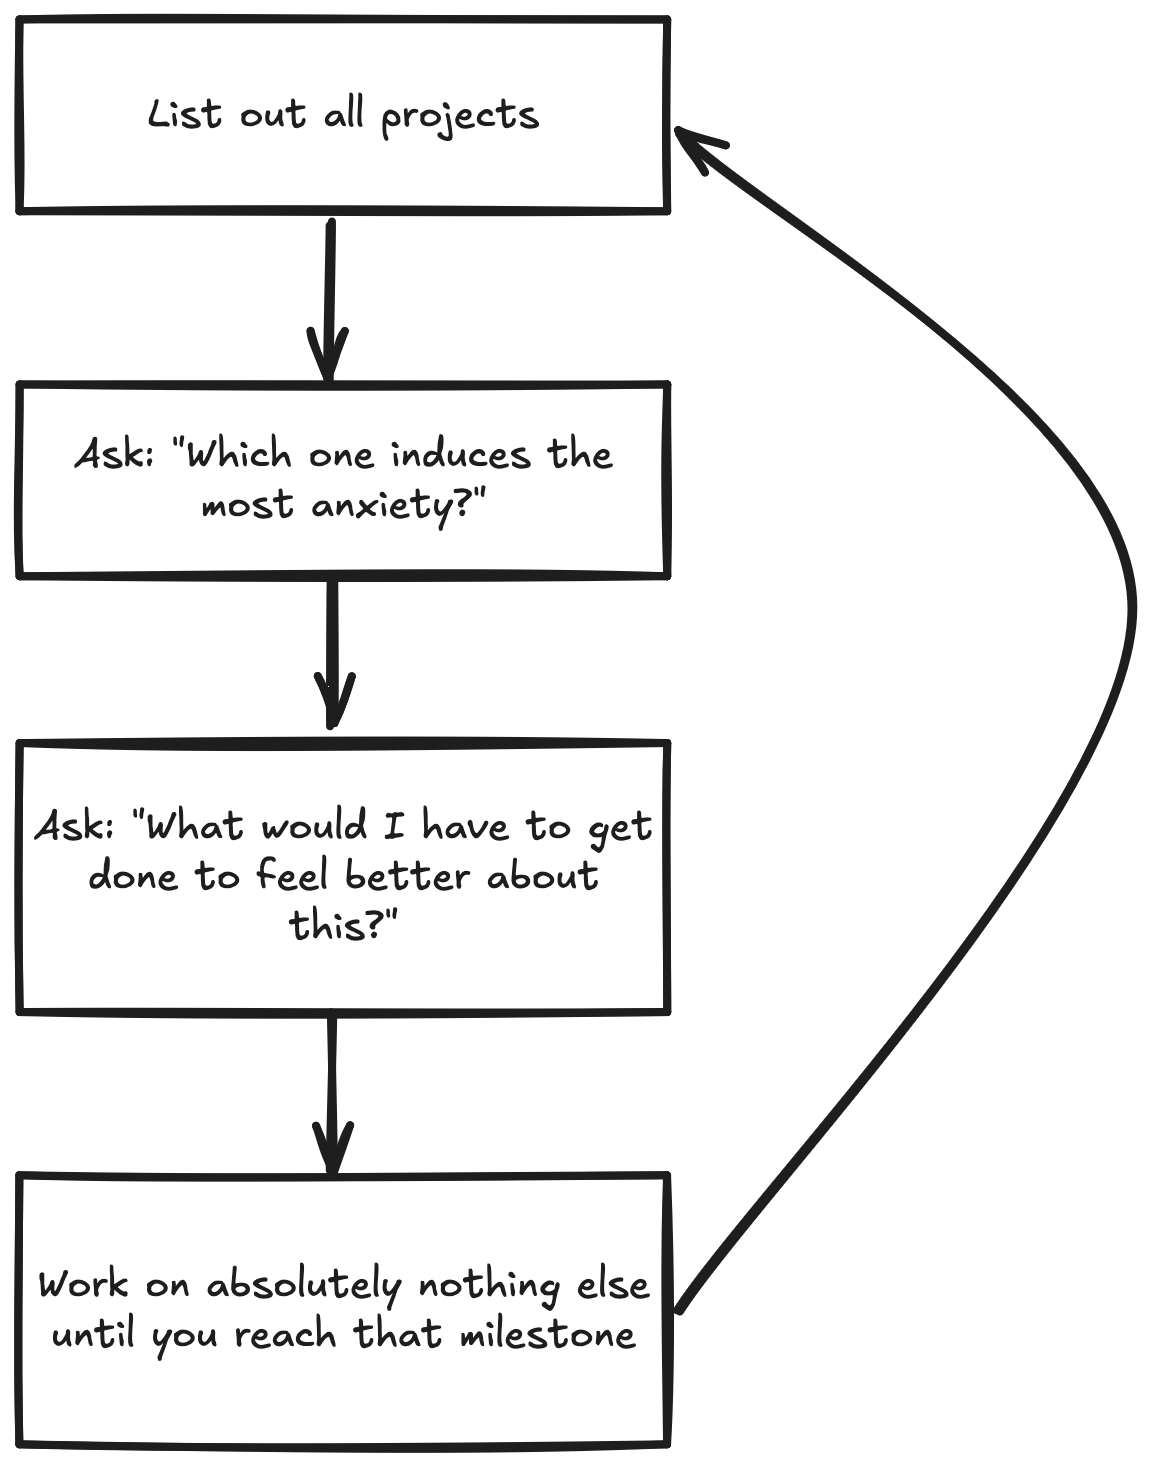 List out all projects
Ask: "Which one induces the
most anxiety?"
Ask: "What would I have to get
done to feel better about
this?"
Work on absolutely nothing else
until you reach that milestone